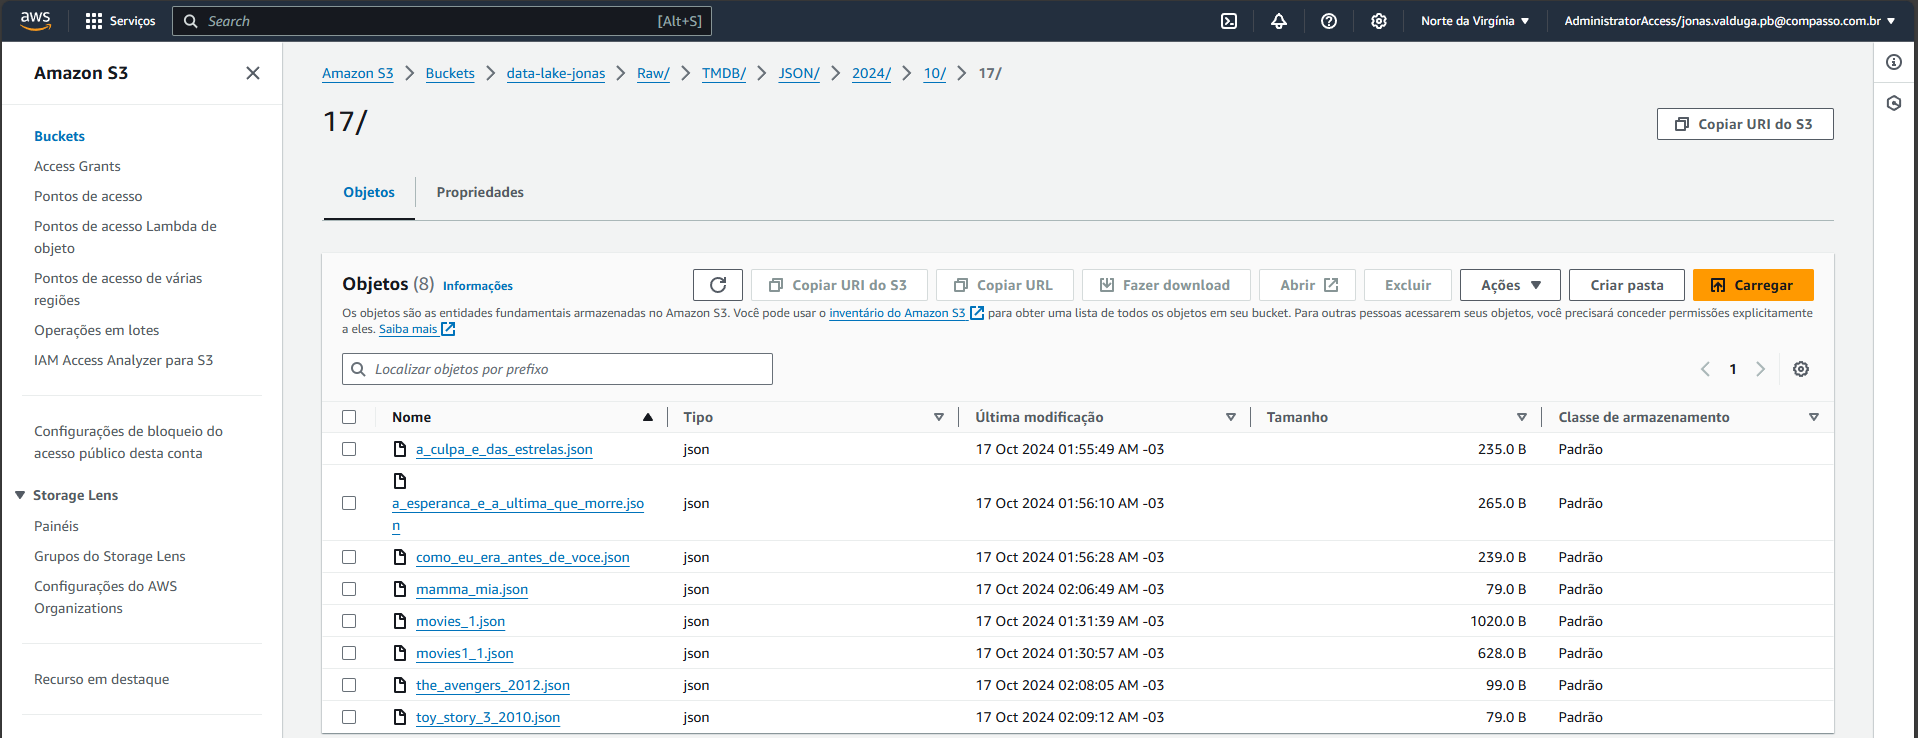 aws
Serviços
Search
[Alt+S]
Norte da Virgínia
AdministratorAccess/jonas.valduga.pb@compasso.com.br
Amazon S3
Buckets
Access Grants
Pontos de acesso
Pontos de acesso Lambda de
objeto
Pontos de acesso de várias
regiões
Operações em lotes
IAM Access Analyzer para S3
Configurações de bloqueio do
acesso público desta conta
Storage Lens
Painéis
Grupos do Storage Lens
Configurações do AWS
Organizations
Recurso em destaque
Amazon S3 Buckets data-lake-jonas Raw/ TMDB/ JSON/ 2024/ 10/ 17/
17/
Copiar URI do S3
Objetos
Propriedades
Objetos (8) Informações
Copiar URI do S3
Copiar URL
Fazer download
Abrir
Excluir
Ações
Criar pasta
Carregar
Os objetos são as entidades fundamentais armazenadas no Amazon S3. Você pode usar o inventário do Amazon S3 para obter uma lista de todos os objetos em seu bucket. Para outras pessoas acessarem seus objetos, você precisará conceder permissões explicitamente
a eles. Saiba mais
Localizar objetos por prefixo
1
Nome Tipo Última modificação Tamanho Classe de armazenamento
a_culpa_e_das_estrelas.json json 17 Oct 2024 01:55:49 AM -03 235.0 B Padrão
a_esperanca_e_a_ultima_que_morre.jso json 17 Oct 2024 01:56:10 AM -03 265.0 B Padrão
n
como_eu_era_antes_de_voce.json json 17 Oct 2024 01:56:28 AM -03 239.0 B Padrão
mamma_mia.json json 17 Oct 2024 02:06:49 AM -03 79.0 B Padrão
movies_1.json json 17 Oct 2024 01:31:39 AM -03 1020.0 B Padrão
movies1_1.json json 17 Oct 2024 01:30:57 AM -03 628.0 B Padrão
the_avengers_2012.json json 17 Oct 2024 02:08:05 AM -03 99.0 B Padrão
toy_story_3_2010.json json 17 Oct 2024 02:09:12 AM -03 79.0 B Padrão